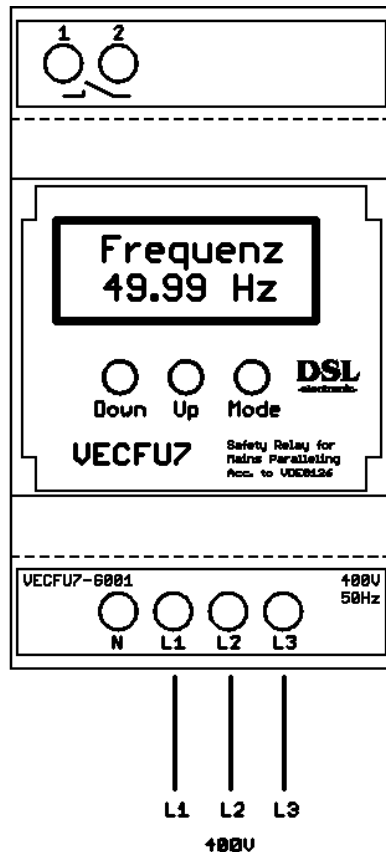 1 2
Frequenz
49.99 Hz
DSL
electronic
Down Up Mode
VECFU7
Safety Relay for
Mains Paralleling
Acc. to VDE0126
VECFU7-6001
400V
50Hz
N L1 L2 L3
L1 L2 L3
400V